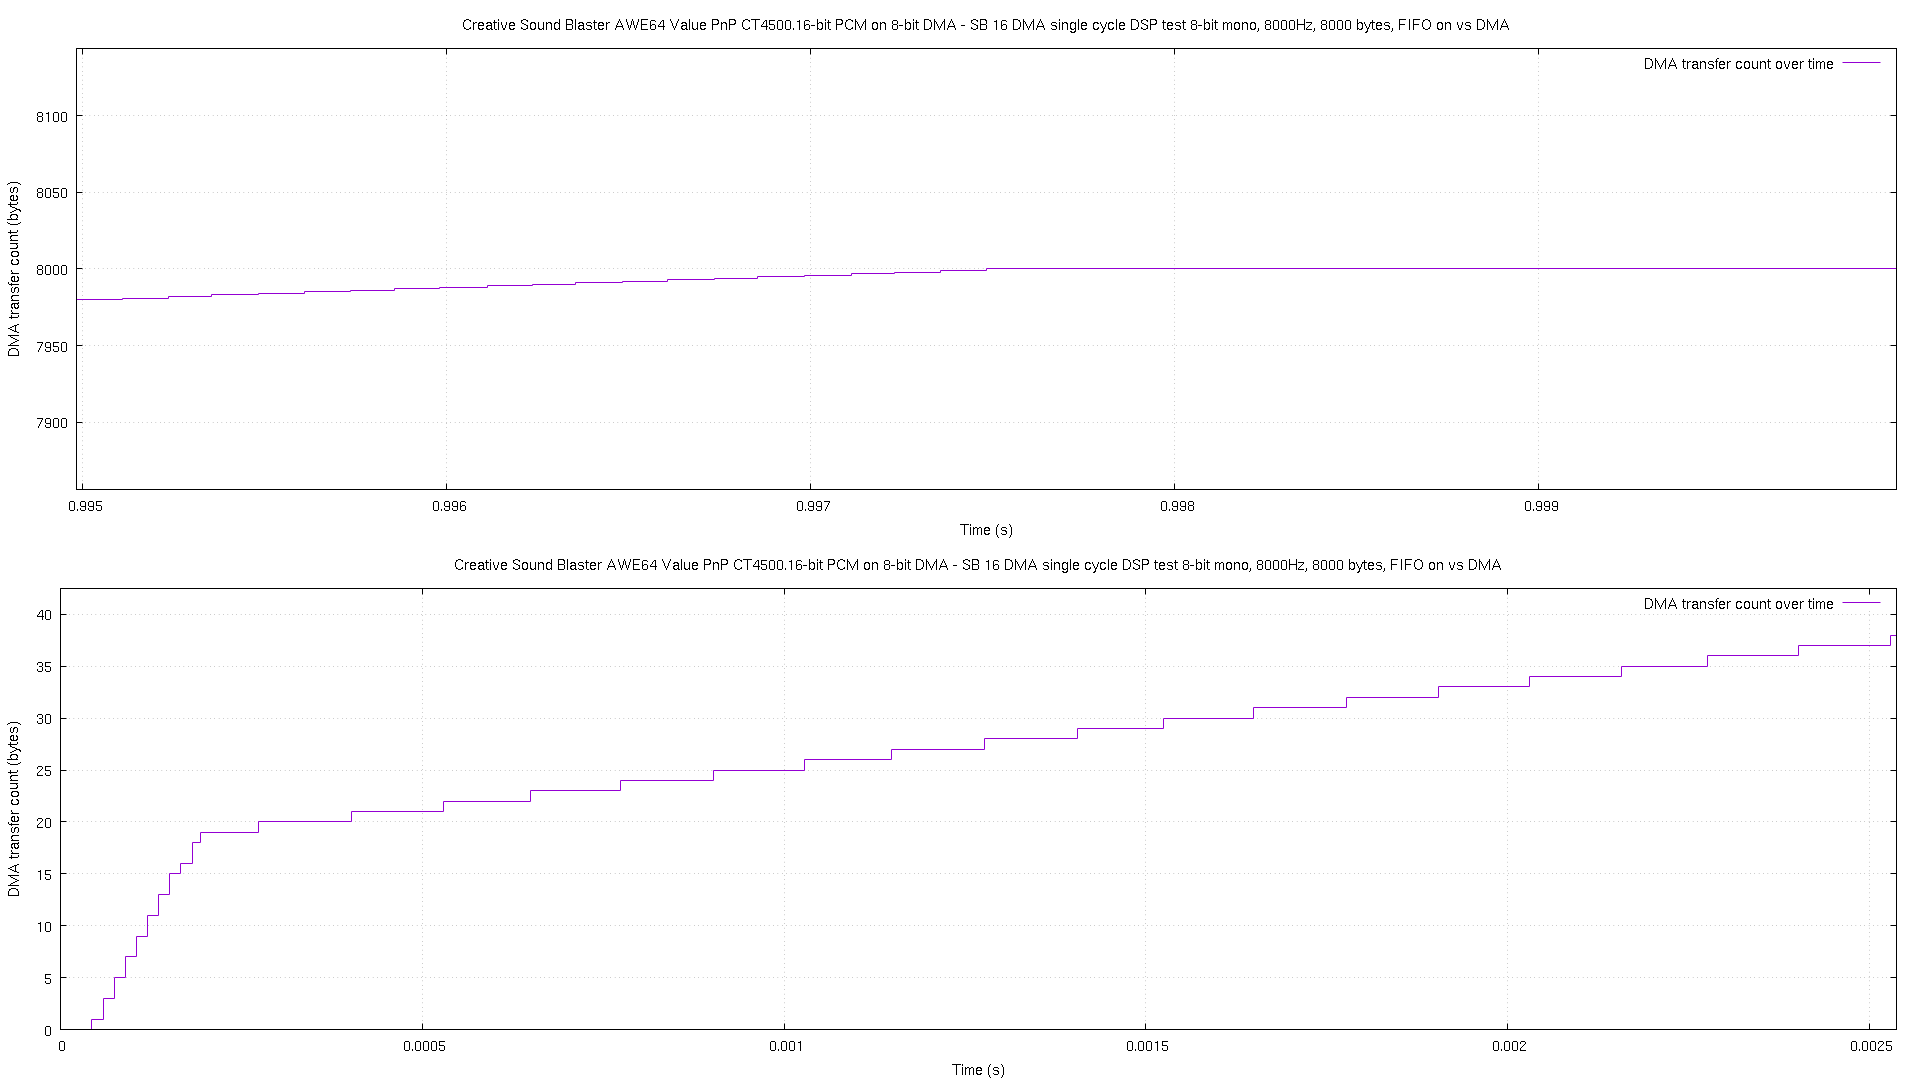 Creative Sound Blaster AWE64 Value PnP CT4500.16-bit PCM on 8-bit DMA - SB 16 DMA single cycle DSP test 8-bit mono, 8000Hz, 8000 bytes, FIFO on vs DMA
DMA transfer count over time
8100
8050
8000
7950
7900
DMA transfer count (bytes)
0.995 0.996 0.997 0.998 0.999
Time (s)
Creative Sound Blaster AWE64 Value PnP CT4500.16-bit PCM on 8-bit DMA - SB 16 DMA single cycle DSP test 8-bit mono, 8000Hz, 8000 bytes, FIFO on vs DMA
DMA transfer count over time
40
35
30
25
20
15
10
5
0
DMA transfer count (bytes)
0 0.0005 0.001 0.0015 0.002 0.0025
Time (s)